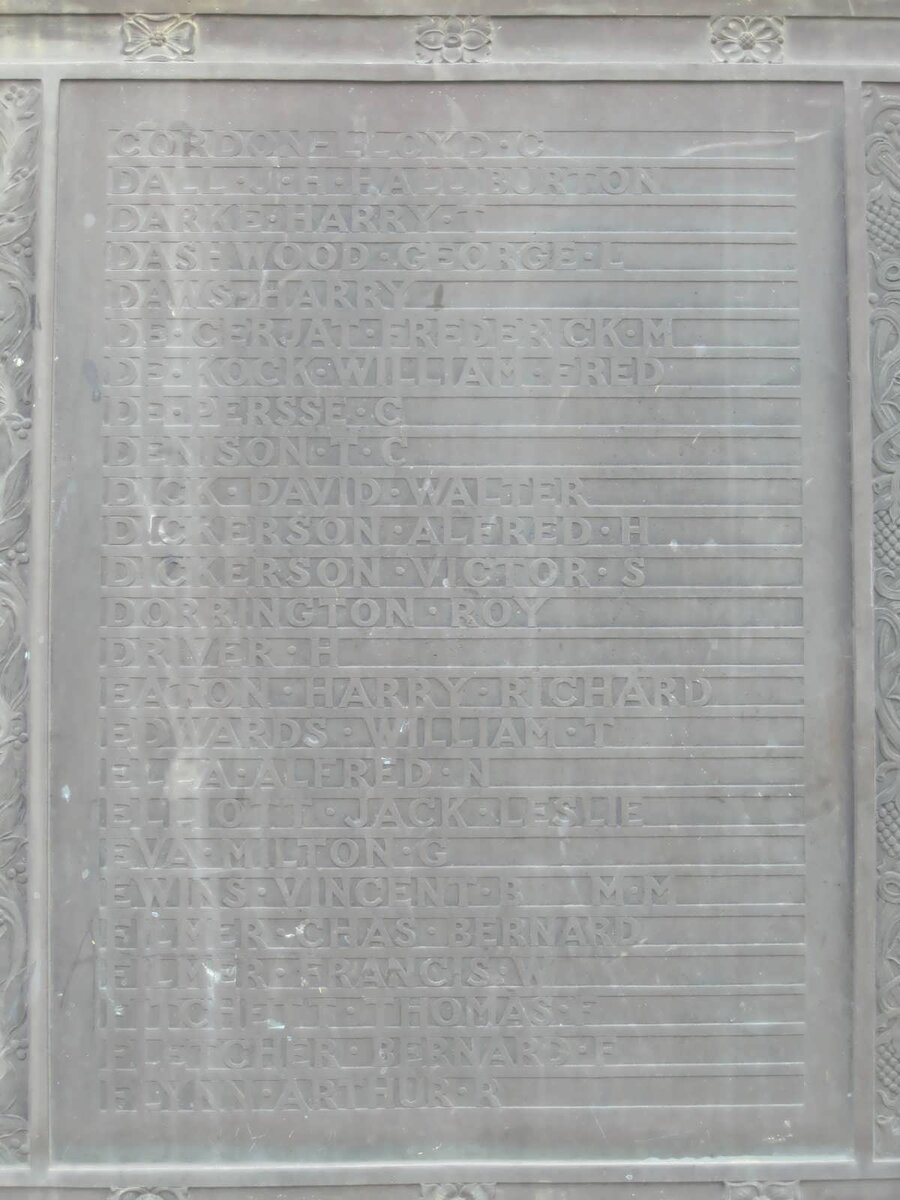 CORDON-LLOYD·C
DALL·J·H·HALLIBURTON
DARKE·HARRY·T
DASHWOOD·GEORGE·L
DAWS·HARRY
DE·CERJAT·FREDERICK·M
DE·KOCK·WILLIAM·FRED
DE·PERSSE·C
DENISON·T·C
DICK·DAVID·WALTER
DICKERSON·ALFRED·H
DICKERSON·VICTOR·S
DORRINGTON·ROY
DRIVER·H
EATON·HARRY·RICHARD
EDWARDS·WILLIAM·T
ALFRED·N
ELLIOTT·JACK·LESLIE
EVA·MILTON·G
EWINS·VINCENT·B M·M
FILMER·CHAS·BERNARD
FILMER·FRANCIS·W
FITCHETT·THOMAS·F
FLETCHER·BERNARD·F
FLYNN·ARTHUR·R